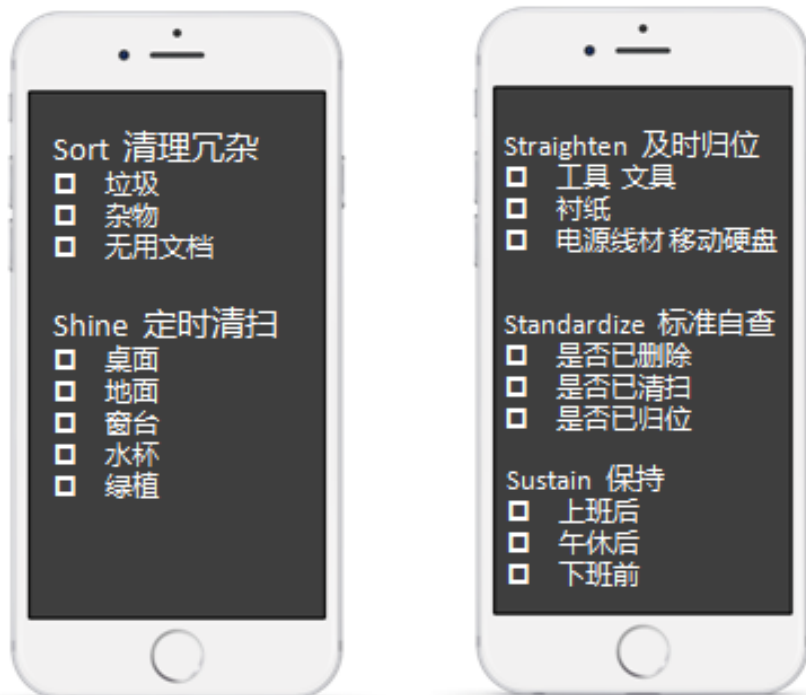 Sort 清理冗杂
垃圾
杂物
无用文档
Shine 定时清扫
桌面
地面
窗台
水杯
绿植
Straighten 及时归位
工具 文具
衬纸
电源线材 移动硬盘
Standardize 标准自查
是否已删除
是否已清扫
是否已归位
Sustain 保持
上班后
午休后
下班前